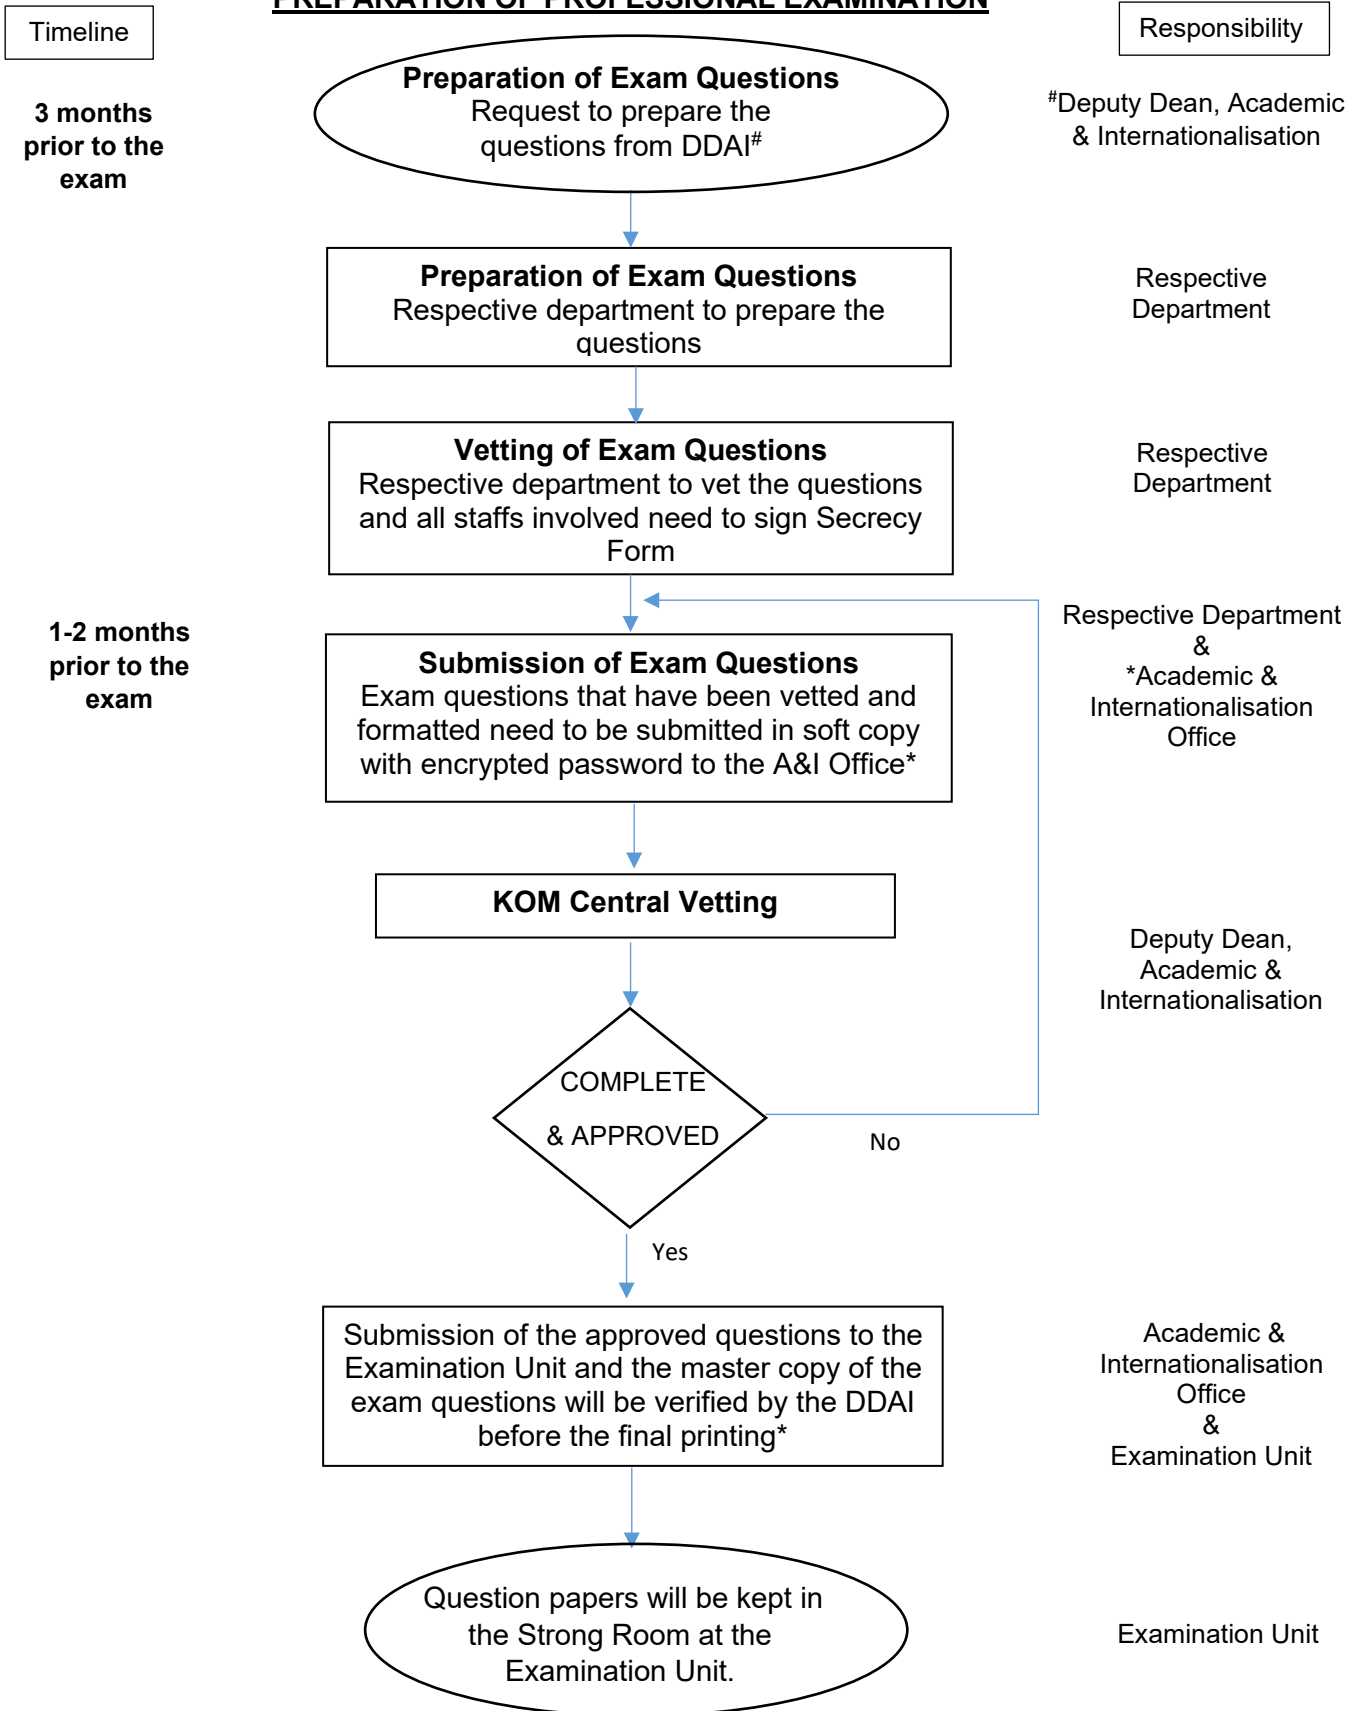 PREPARATION OF PROFESSIONAL EXAMINATION
Timeline
Responsibility
3 months
prior to the
exam
Preparation of Exam Questions
Request to prepare the
questions from DDAI#
#Deputy Dean, Academic
& Internationalisation
Preparation of Exam Questions
Respective department to prepare the
questions
Respective
Department
Vetting of Exam Questions
Respective department to vet the questions
and all staffs involved need to sign Secrecy
Form
Respective
Department
1-2 months
prior to the
exam
Submission of Exam Questions
Exam questions that have been vetted and
formatted need to be submitted in soft copy
with encrypted password to the A&I Office*
Respective Department
&
*Academic &
Internationalisation
Office
KOM Central Vetting
Deputy Dean,
Academic &
Internationalisation
COMPLETE
& APPROVED
No
Yes
Submission of the approved questions to the
Examination Unit and the master copy of the
exam questions will be verified by the DDAI
before the final printing*
Academic &
Internationalisation
Office
&
Examination Unit
Question papers will be kept in
the Strong Room at the
Examination Unit.
Examination Unit